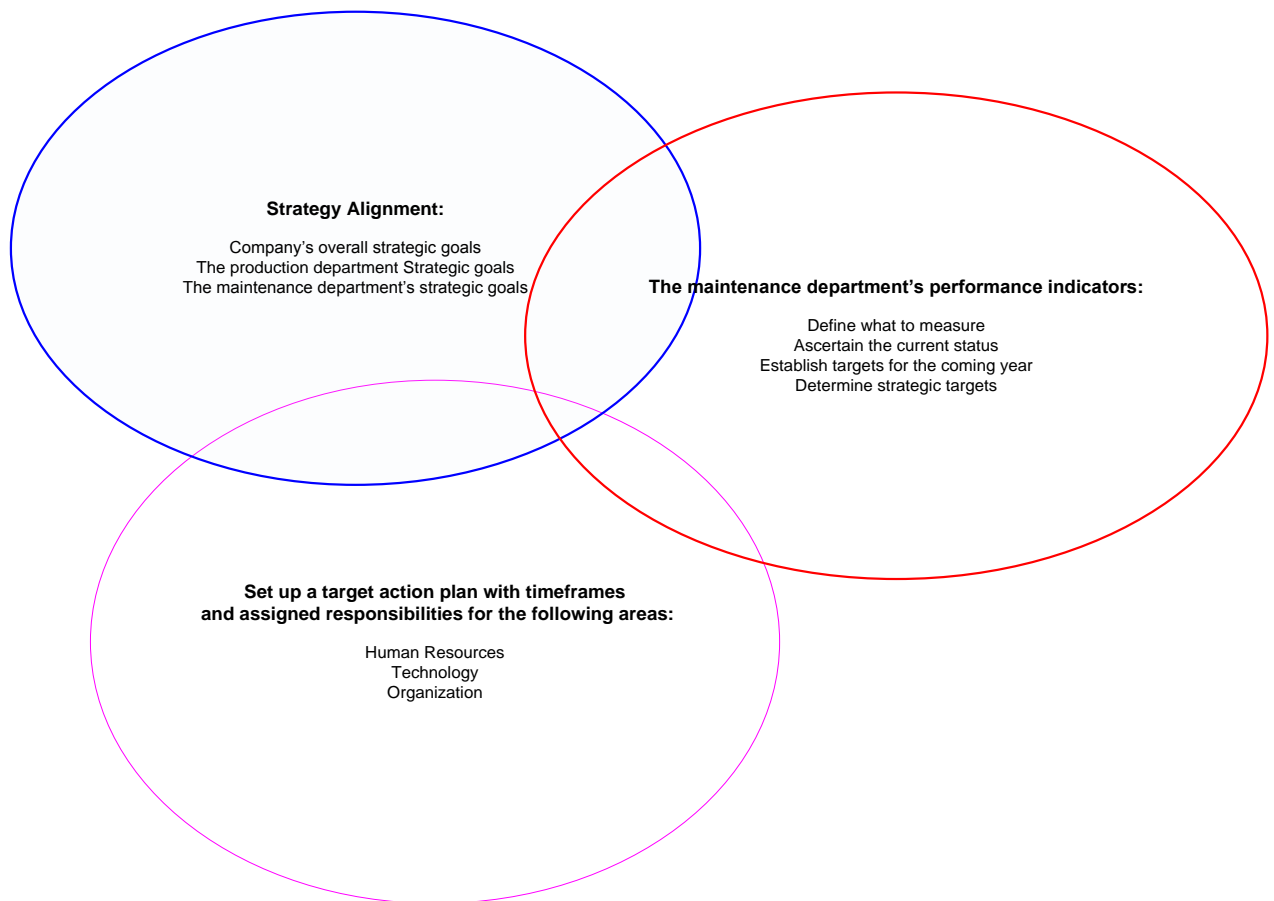 Strategy Alignment:
Company’s overall strategic goals
The production department Strategic goals
The maintenance department’s strategic goals
The maintenance department’s performance indicators:
Define what to measure
Ascertain the current status
Establish targets for the coming year
Determine strategic targets
Set up a target action plan with timeframes
and assigned responsibilities for the following areas:
Human Resources
Technology
Organization